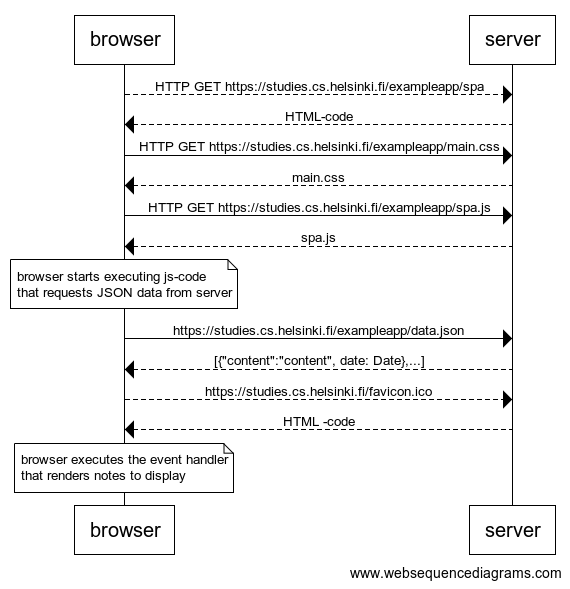 browser server
HTTP GET https://studies.cs.helsinki.fi/exampleapp/spa
HTML-code
HTTP GET https://studies.cs.helsinki.fi/exampleapp/main.css
main.css
HTTP GET https://studies.cs.helsinki.fi/exampleapp/spa.js
spa.js
browser starts executing js-code
that requests JSON data from server
https://studies.cs.helsinki.fi/exampleapp/data.json
[{"content":"content", date: Date},...]
https://studies.cs.helsinki.fi/favicon.ico
HTML -code
browser executes the event handler
that renders notes to display
browser server
www.websequencediagrams.com